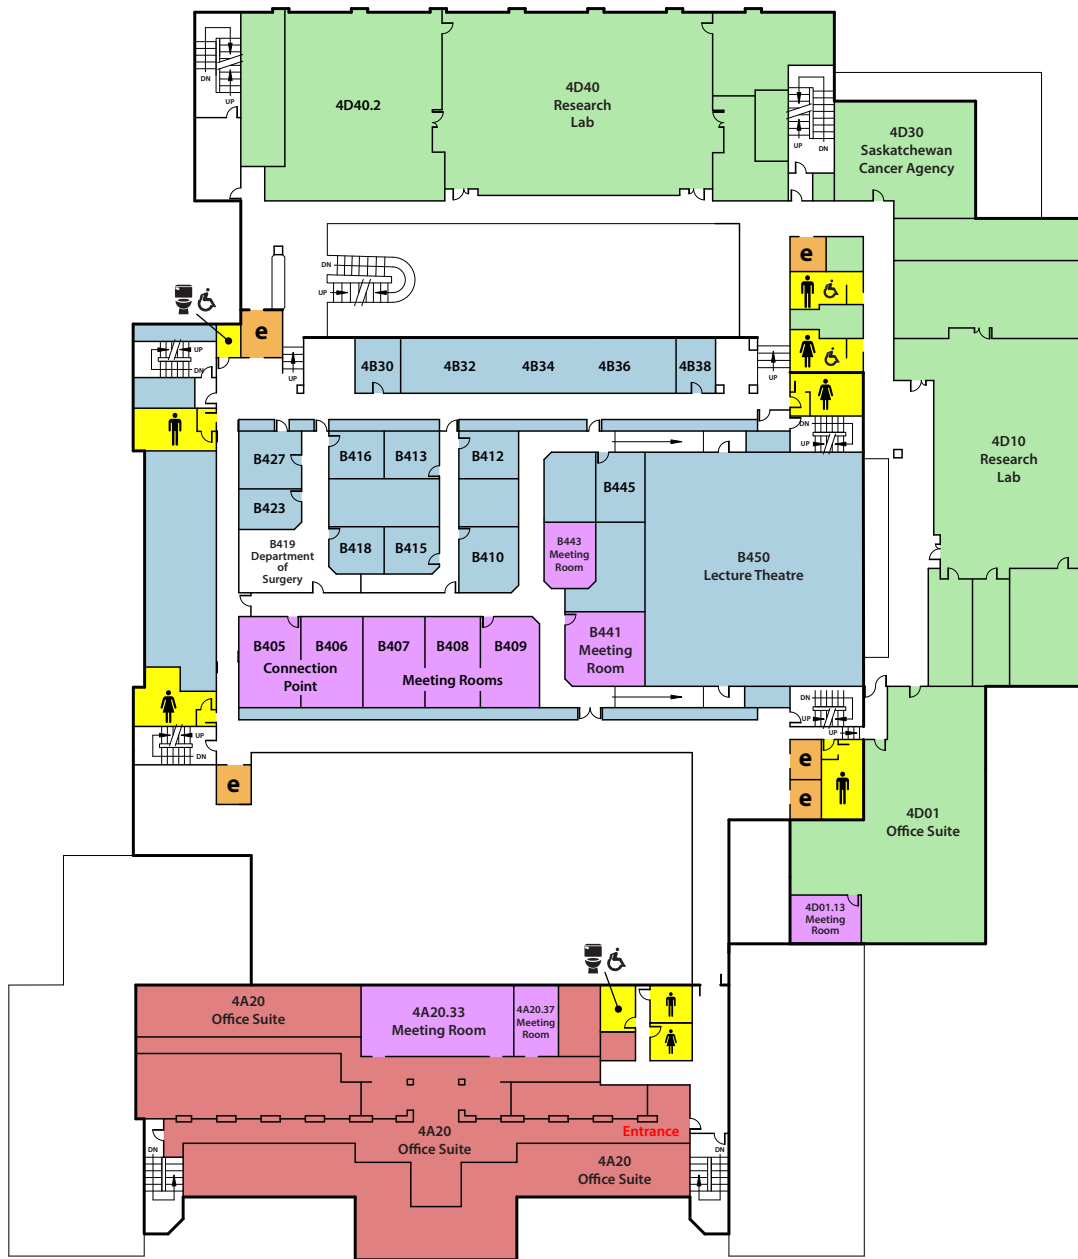 DN
UP
4D40.2
4D40
Research
Lab
UP
DN
4D30
Saskatchewan
Cancer Agency
DN
UP
e
e
UP
DN
UP
4B30
4B32
4B34
4B36
4B38
UP
DN
UP
B427
B416
B413
B412
B445
4D10
Research
Lab
B423
B419
Department
of
Surgery
B418
B415
B410
B443
Meeting
Room
B450
Lecture Theatre
B405
B406
B407
B408
B409
Connection
Point
Meeting Rooms
B441
Meeting
Room
UP
DN
DN
UP
UP
e
e
e
4D01
Office Suite
4D01.13
Meeting
Room
4A20
Office Suite
4A20.33
Meeting Room
4A20.37
Meeting
Room
4A20
Office Suite
Entrance
4A20
Office Suite
DN
UP
DN
UP